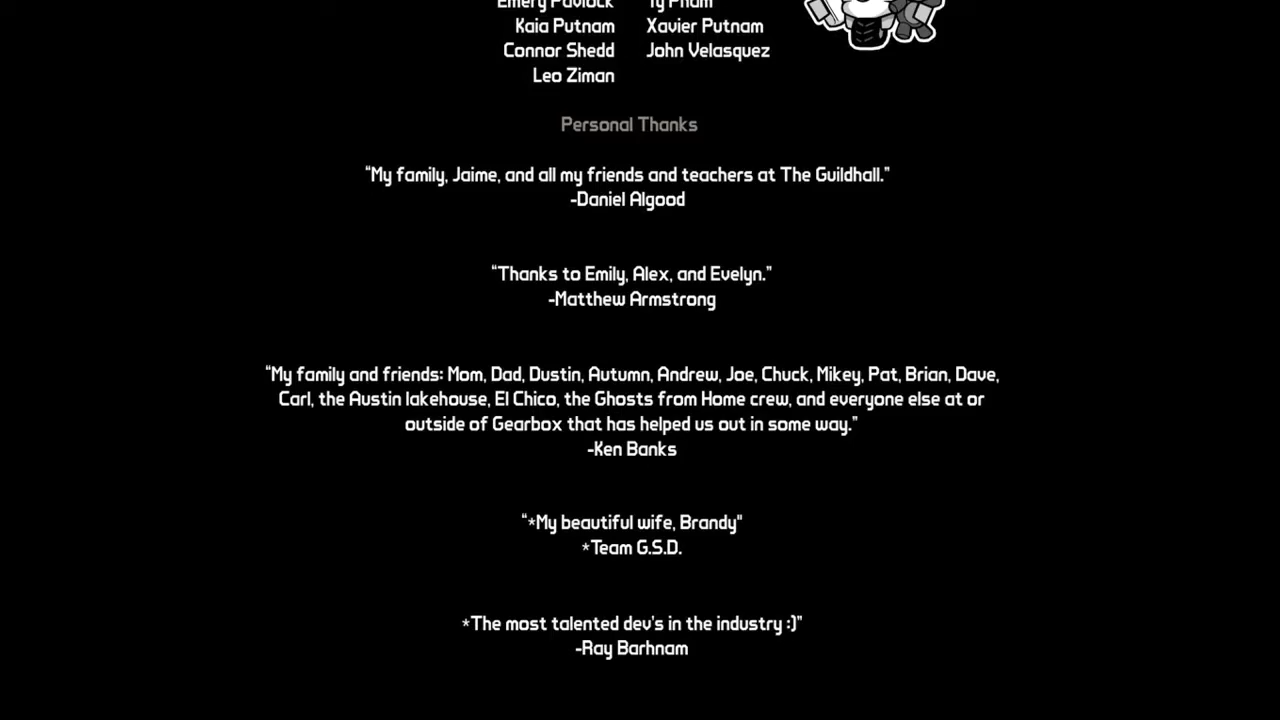 Emery Pavlock Ty Pham
Kaia Putnam Xavier Putnam
Connor Shedd John Velasquez
Leo Ziman
Personal Thanks
“My family, Jaime, and all my friends and teachers at The Guildhall.”
-Daniel Algood
“Thanks to Emily, Alex, and Evelyn.”
-Matthew Armstrong
“My family and friends: Mom, Dad, Dustin, Autumn, Andrew, Joe, Chuck, Mikey, Pat, Brian, Dave,
Carl, the Austin lakehouse, El Chico, the Ghosts from Home crew, and everyone else at or
outside of Gearbox that has helped us out in some way.”
-Ken Banks
“*My beautiful wife, Brandy"
*Team G.S.D.
*The most talented dev's in the industry :)”
-Ray Barhnam